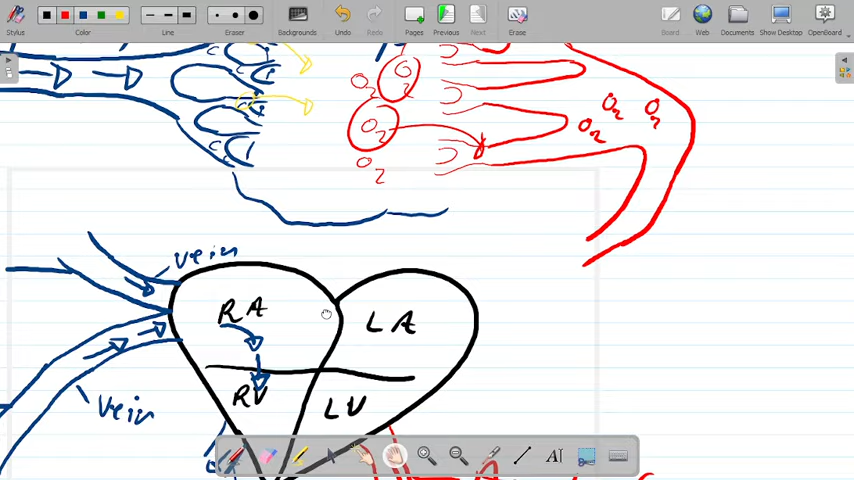 Stylus
Color
Line
Eraser
Backgrounds
Undo
Redo
Pages
Previous
Next
Erase
Board
Web
Documents
Show Desktop
OpenBoard
O2
O2
O2
O2
O2
O2
O2
vein
RA
LA
RV
LV
vein